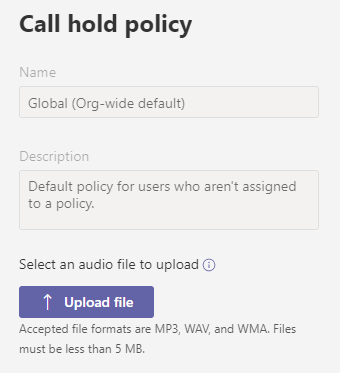 Call hold policy
Name
Global (Org-wide default)
Description
Default policy for users who aren't assigned
to a policy.
Select an audio file to upload
Upload file
Accepted file formats are MP3, WAV, and WMA. Files
must be less than 5 MB.